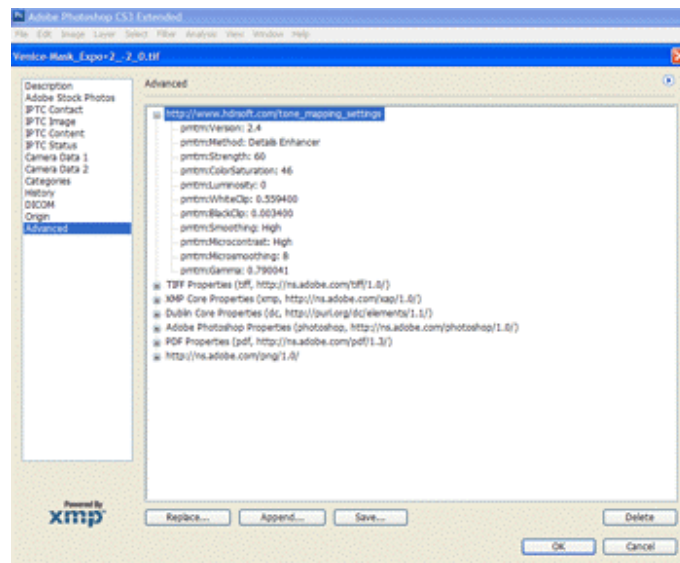 Adobe Photoshop CS3 Extended
File Edit Image Layer Select Filter Analysis View Window Help
Venice-Mask_Expo+2_-2_0.tif
Description
Adobe Stock Photos
IPTC Contact
IPTC Image
IPTC Content
IPTC Status
Camera Data 1
Camera Data 2
Categories
History
DICOM
Origin
Advanced
Advanced
http://www.hdrsoft.com/tone_mapping_settings
pmtm:Version: 2.4
pmtm:Method: Details Enhancer
pmtm:Strength: 60
pmtm:ColorSaturation: 46
pmtm:Luminosity: 0
pmtm:WhiteClip: 0.559400
pmtm:BlackClip: 0.003400
pmtm:Smoothing: High
pmtm:Microcontrast: High
pmtm:Microsmoothing: 8
pmtm:Gamma: 0.790041
TIFF Properties (tiff, http://ns.adobe.com/tiff/1.0/)
XMP Core Properties (xmp, http://ns.adobe.com/xap/1.0/)
Dublin Core Properties (dc, http://purl.org/dc/elements/1.1/)
Adobe Photoshop Properties (photoshop, http://ns.adobe.com/photoshop/1.0/)
PDF Properties (pdf, http://ns.adobe.com/pdf/1.3/)
http://ns.adobe.com/png/1.0/
Powered By
xmp
Replace... Append... Save... Delete
OK Cancel